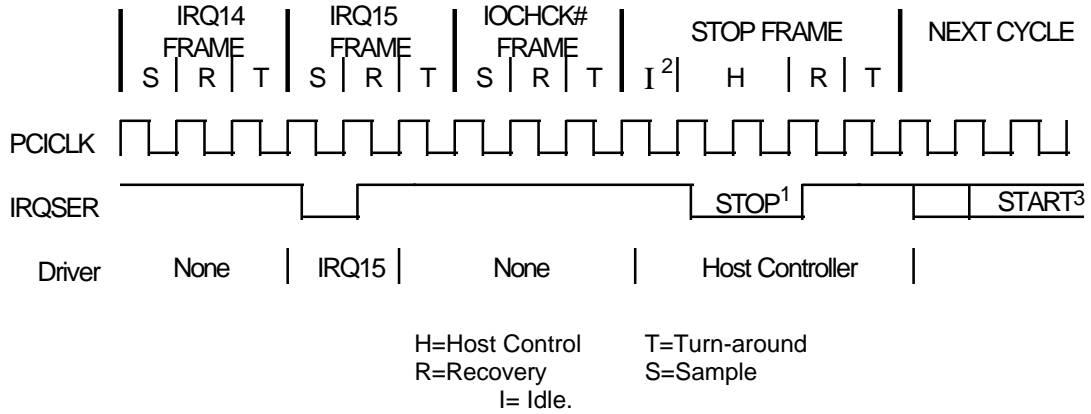 IRQ14 FRAME
IRQ15 FRAME
IOCHCK# FRAME
STOP FRAME
NEXT CYCLE
S R T S R T S R T I 2 H R T
PCICLK
IRQSER STOP1 START3
Driver None IRQ15 None Host Controller
H=Host Control T=Turn-around
R=Recovery S=Sample
I= Idle.